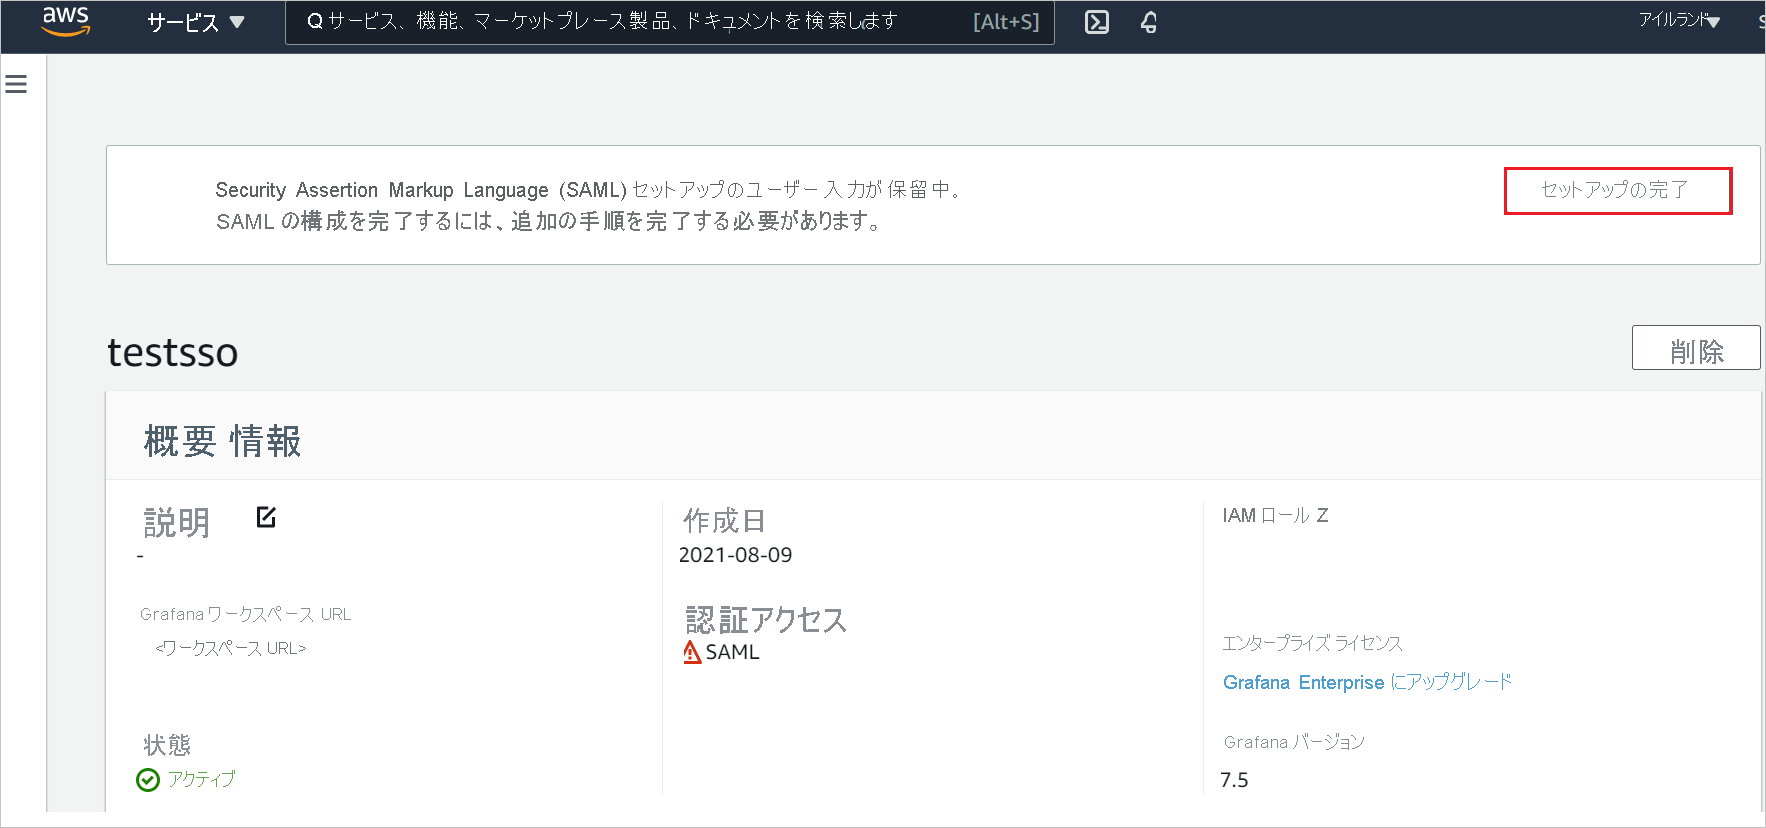 aws サービス サービス、機能、マーケットプレース製品、ドキュメントを検索します [Alt+S] アイルランド
Security Assertion Markup Language (SAML) セットアップのユーザー入力が保留中。
セットアップの完了
SAML の構成を完了するには、追加の手順を完了する必要があります。
testsso
削除
概要 情報
説明
-
Grafanaワークスペース URL
<ワークスペース URL>
状態
アクティブ
作成日
2021-08-09
認証アクセス
SAML
IAM ロール Z
エンタープライズ ライセンス
Grafana Enterprise にアップグレード
Grafana バージョン
7.5